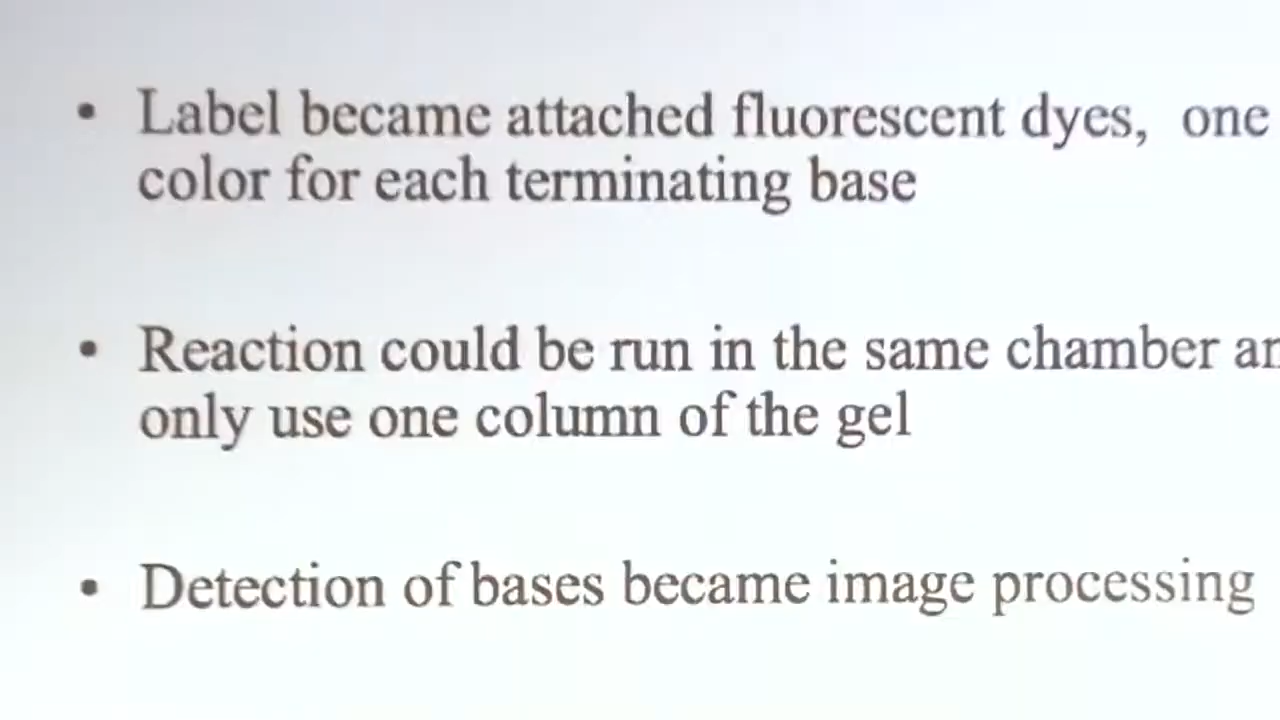 • Label became attached fluorescent dyes, one
color for each terminating base
• Reaction could be run in the same chamber
only use one column of the gel
• Detection of bases became image processing